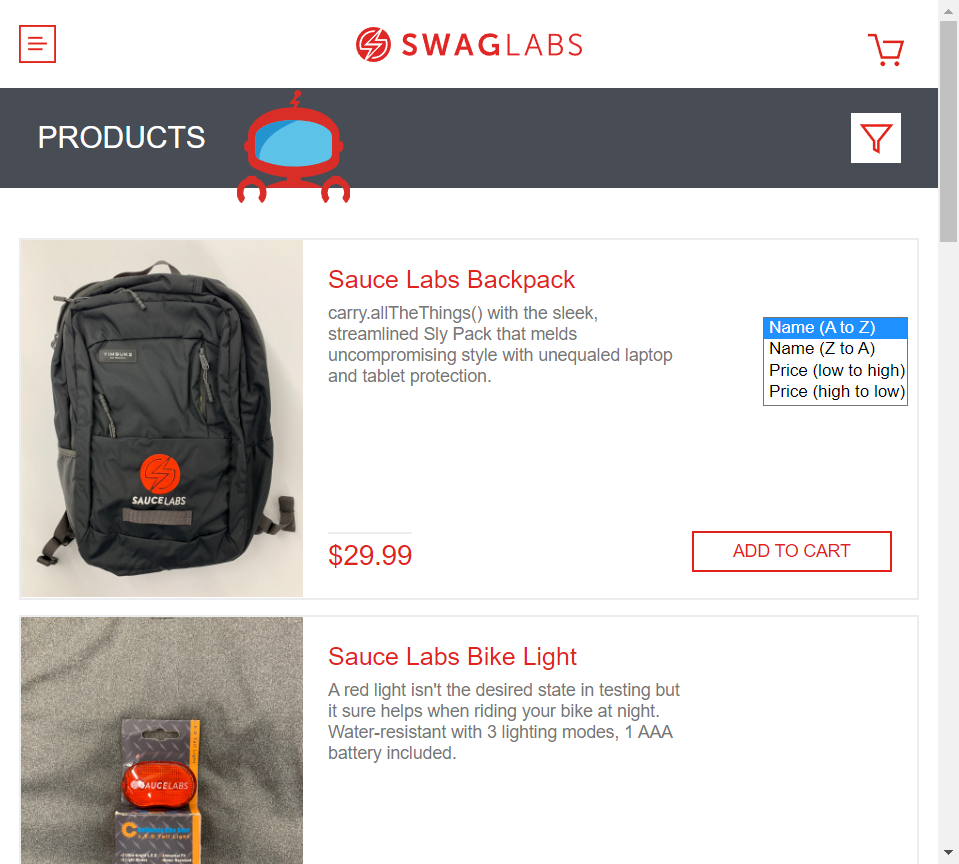 SWAGLABS
PRODUCTS
Sauce Labs Backpack
carry.allTheThings() with the sleek,
streamlined Sly Pack that melds
uncompromising style with unequaled laptop
and tablet protection.
Name (A to Z)
Name (Z to A)
Price (low to high)
Price (high to low)
TIMBUK2
SAUCELABS
$29.99
ADD TO CART
Sauce Labs Bike Light
A red light isn't the desired state in testing but
it sure helps when riding your bike at night.
Water-resistant with 3 lighting modes, 1 AAA
battery included.
SAUCELABS